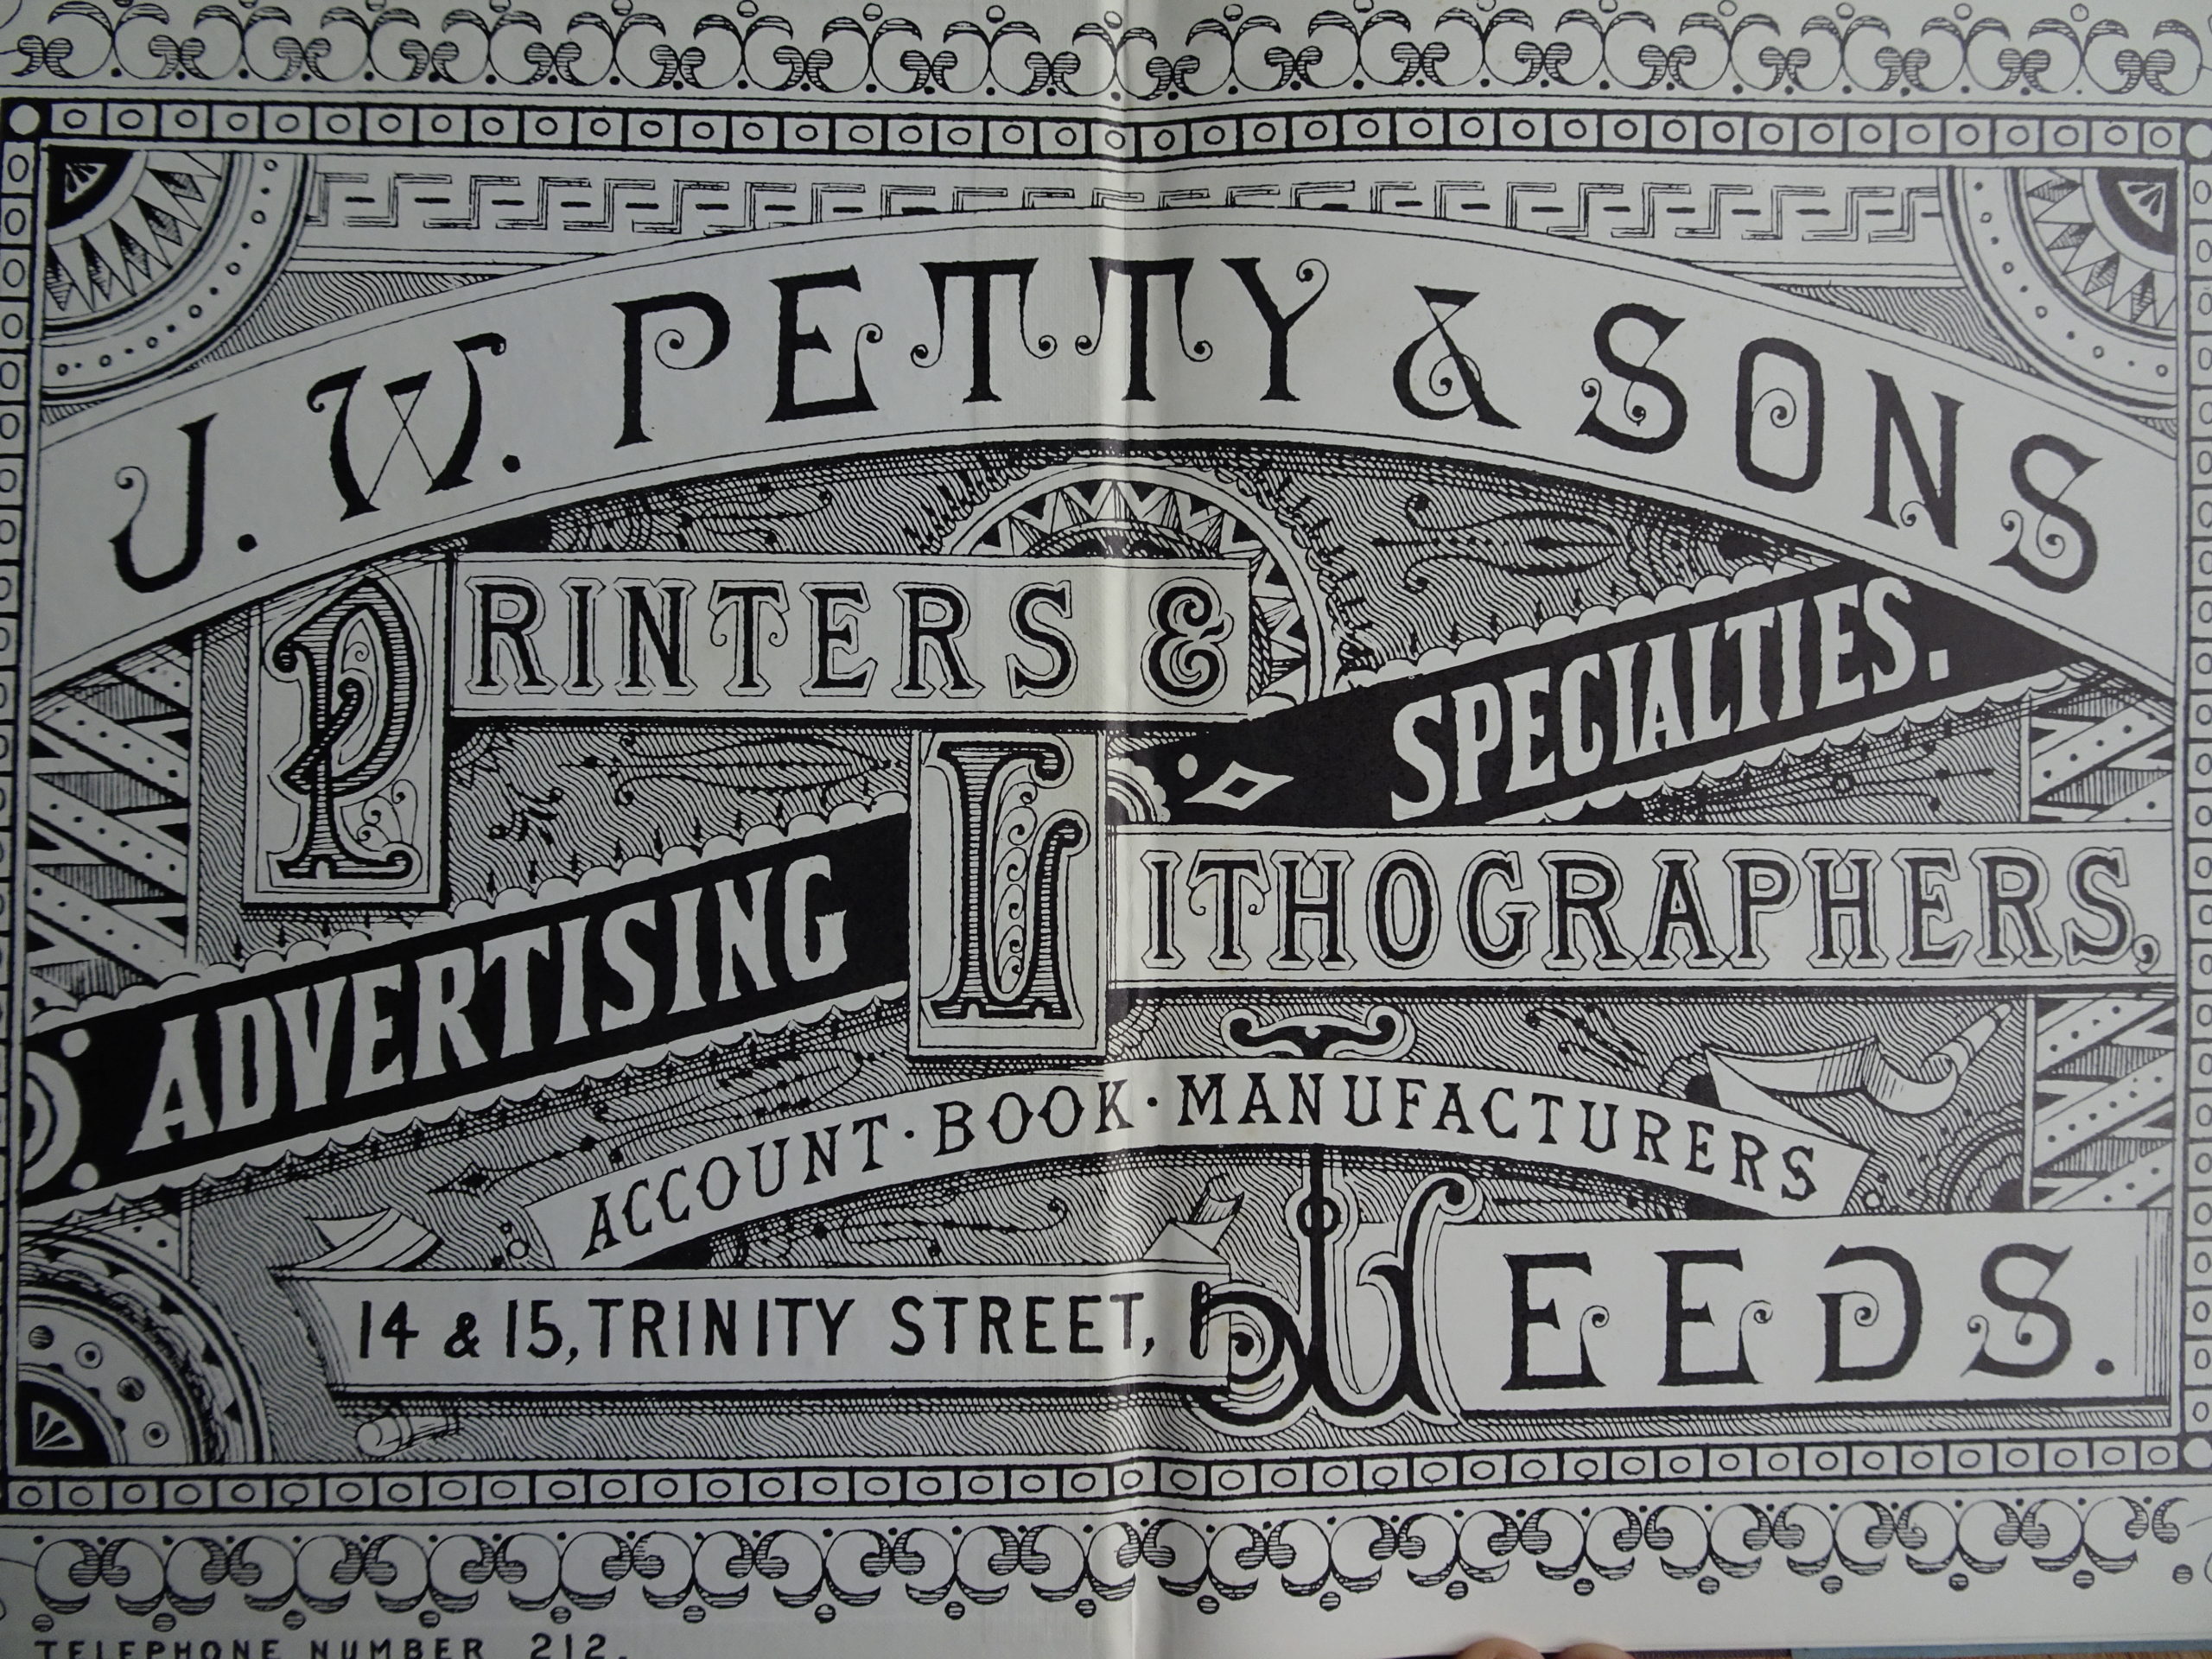 J. W. PETTY & SONS
PRINTERS &
LITHOGRAPHERS,
ADVERTISING SPECIALTIES.
ACCOUNT · BOOK · MANUFACTURERS
14 & 15, TRINITY STREET,
LEEDS.
TELEPHONE NUMBER 212.